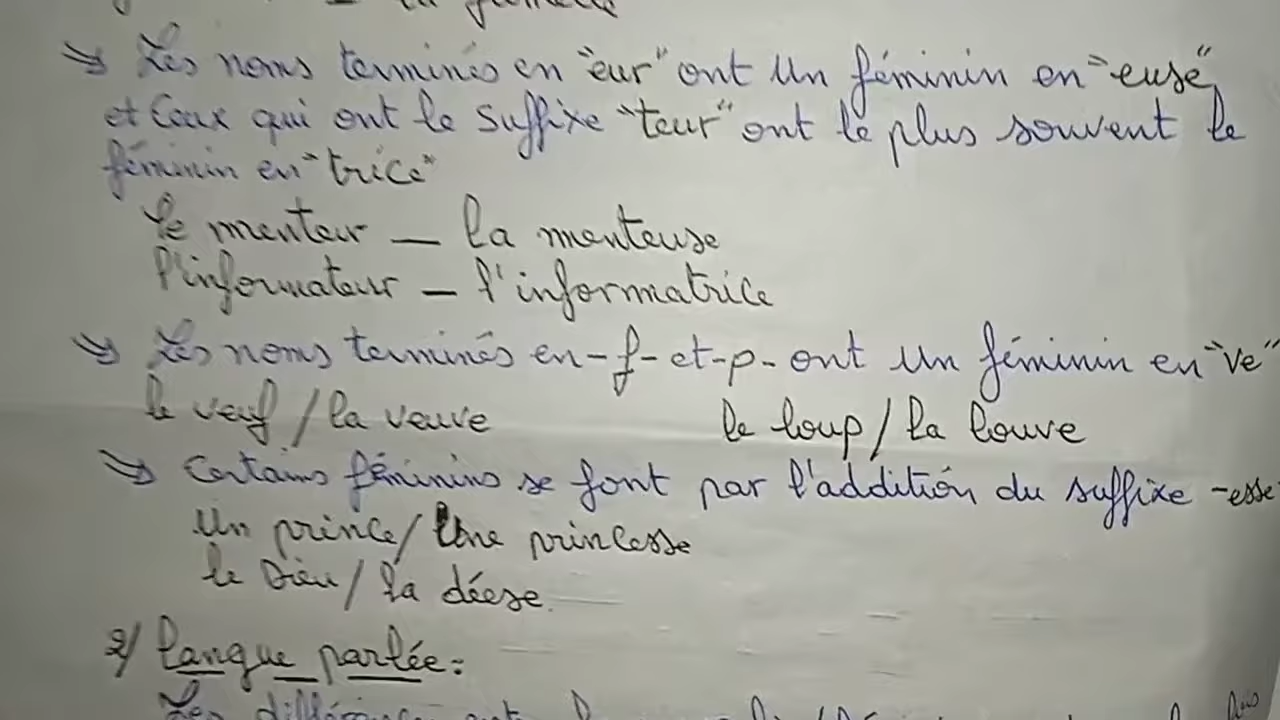 la femelle
→ Les noms terminés en "eur" ont un féminin en "euse",
et Ceux qui ont le suffixe "teur" ont le plus souvent le
féminin en "trice"
le menteur — la menteuse
l'informateur — l'informatrice
→ Les noms terminés en-f-et-p- ont un féminin en "ve"
le veuf / la veuve le loup / la louve
→ Certains féminins se font par l'addition du suffixe -esse
Un prince / Une princesse
le Dieu / la déese.
2/ Langue parlée :
Les